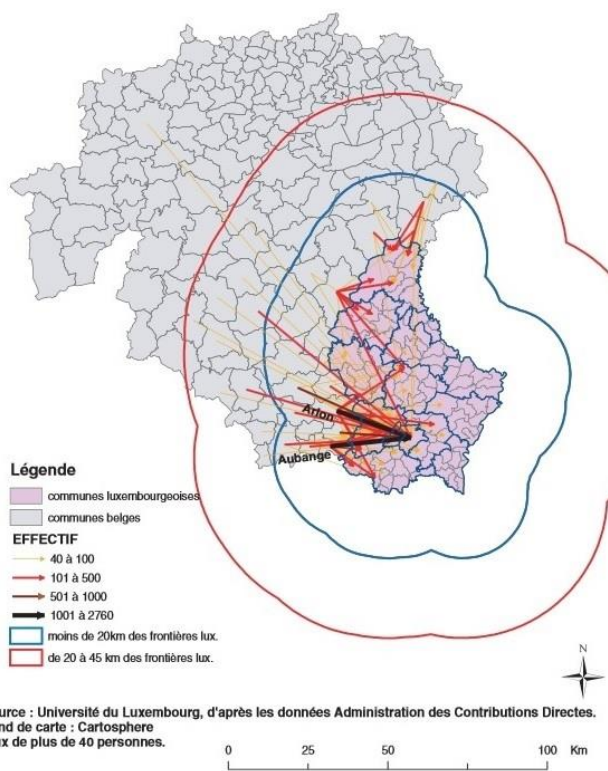 Arlon
Aubange
Légende
communes luxembourgeoises
communes belges
EFFECTIF
40 à 100
101 à 500
501 à 1000
1001 à 2760
moins de 20km des frontières lux.
de 20 à 45 km des frontières lux.
N
urce : Université du Luxembourg, d'après les données Administration des Contributions Directes.
nd de carte : Cartosphere
ux de plus de 40 personnes.
0 25 50 100 Km